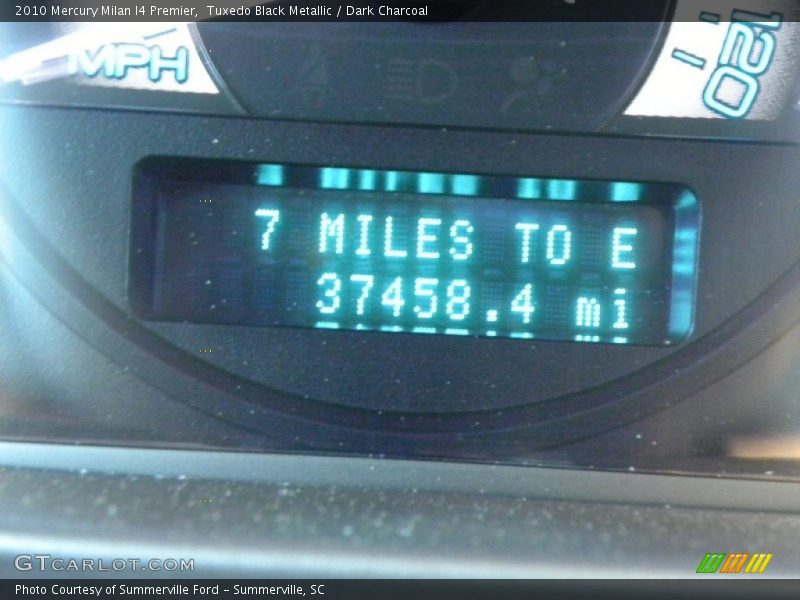 2010 Mercury Milan I4 Premier,  Tuxedo Black Metallic / Dark Charcoal
MPH
120
7 MILES TO E
37458.4 mi
GTCARLOT.COM
Photo Courtesy of Summerville Ford – Summerville, SC